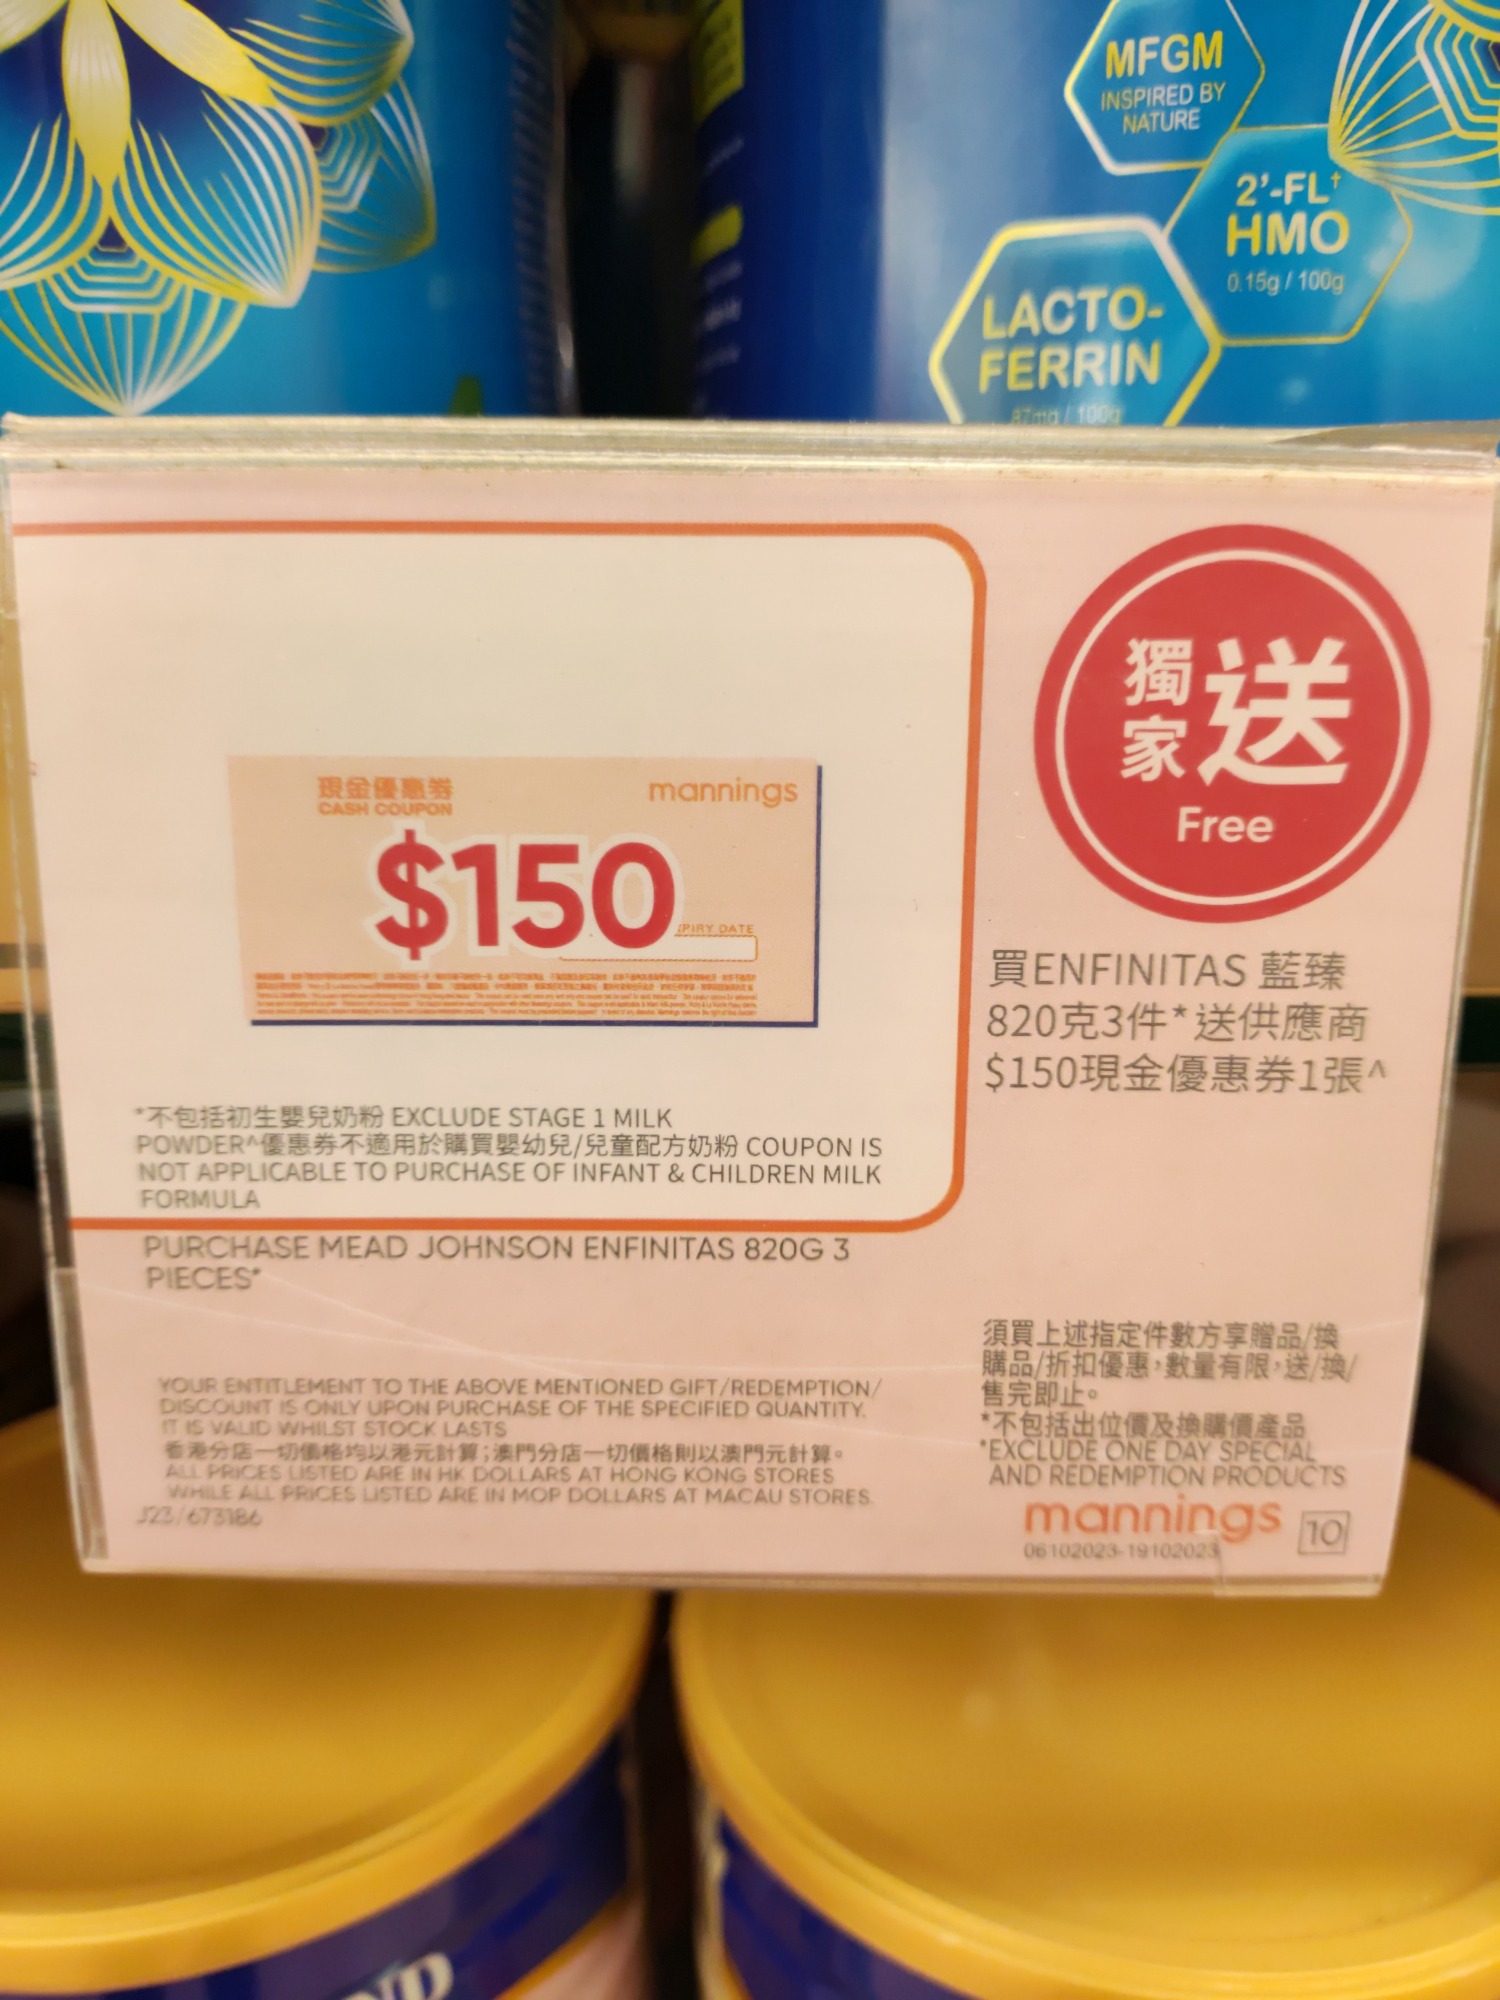 MFGM
INSPIRED BY
NATURE
2'-FL†
HMO
0.15g / 100g
LACTO-
FERRIN
87mg / 100g
獨家送
Free
現金優惠券
CASH COUPON
mannings
$150
PIRY DATE
買ENFINITAS 藍臻
820克3件*送供應商
$150現金優惠券1張^
*不包括初生嬰兒奶粉 EXCLUDE STAGE 1 MILK
POWDER^優惠券不適用於購買嬰幼兒/兒童配方奶粉 COUPON IS
NOT APPLICABLE TO PURCHASE OF INFANT & CHILDREN MILK
FORMULA
PURCHASE MEAD JOHNSON ENFINITAS 820G 3
PIECES*
YOUR ENTITLEMENT TO THE ABOVE MENTIONED GIFT/REDEMPTION/
DISCOUNT IS ONLY UPON PURCHASE OF THE SPECIFIED QUANTITY.
IT IS VALID WHILST STOCK LASTS
香港分店一切價格均以港元計算;澳門分店一切價格則以澳門元計算。
ALL PRICES LISTED ARE IN HK DOLLARS AT HONG KONG STORES
WHILE ALL PRICES LISTED ARE IN MOP DOLLARS AT MACAU STORES.
J23/673186
須買上述指定件數方享贈品/換
購品/折扣優惠,數量有限,送/換/
售完即止。
*不包括出位價及換購價產品
*EXCLUDE ONE DAY SPECIAL
AND REDEMPTION PRODUCTS
mannings
10
06102023-19102023
ND